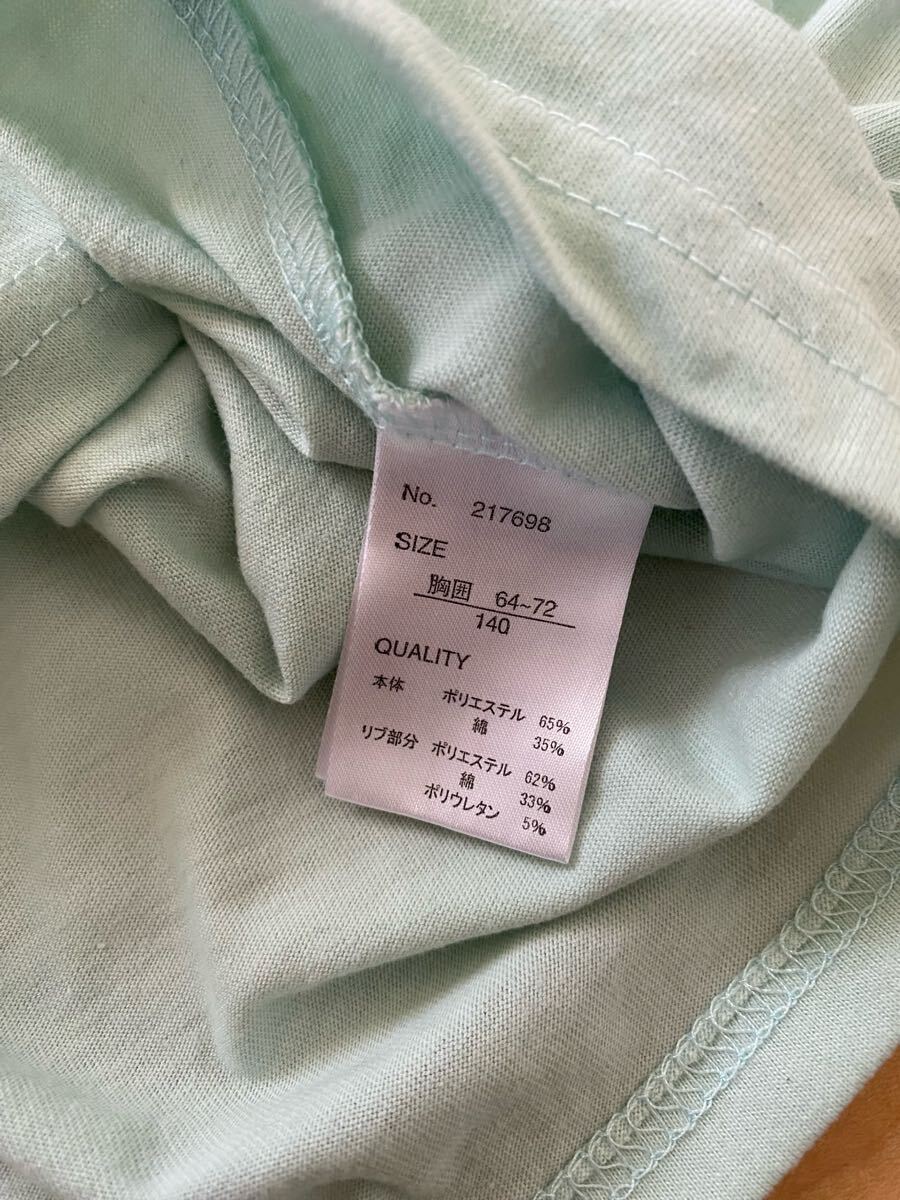 No. 217698
SIZE
胸囲 64~72
140
QUALITY
本体 ポリエステル 65%
綿 35%
リブ部分 ポリエステル 62%
綿 33%
ポリウレタン 5%